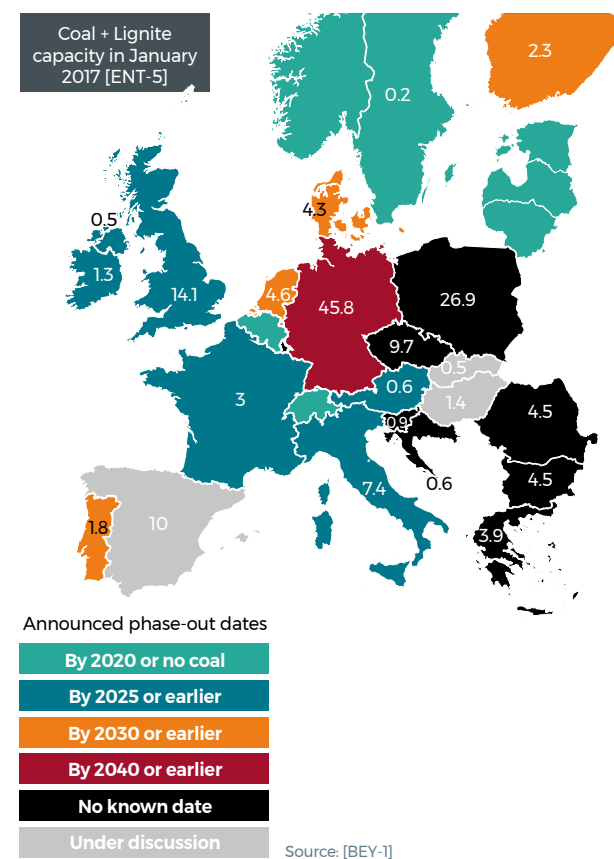 Coal + Lignite
capacity in January
2017 [ENT-5]
2.3
0.2
4.3
0.5
1.3
14.1
4.6
45.8
26.9
9.7
0.5
0.6
1.4
3
0.9
4.5
0.6
4.5
7.4
10
1.8
3.9
Announced phase-out dates
By 2020 or no coal
By 2025 or earlier
By 2030 or earlier
By 2040 or earlier
No known date
Under discussion
Source: [BEY-1]